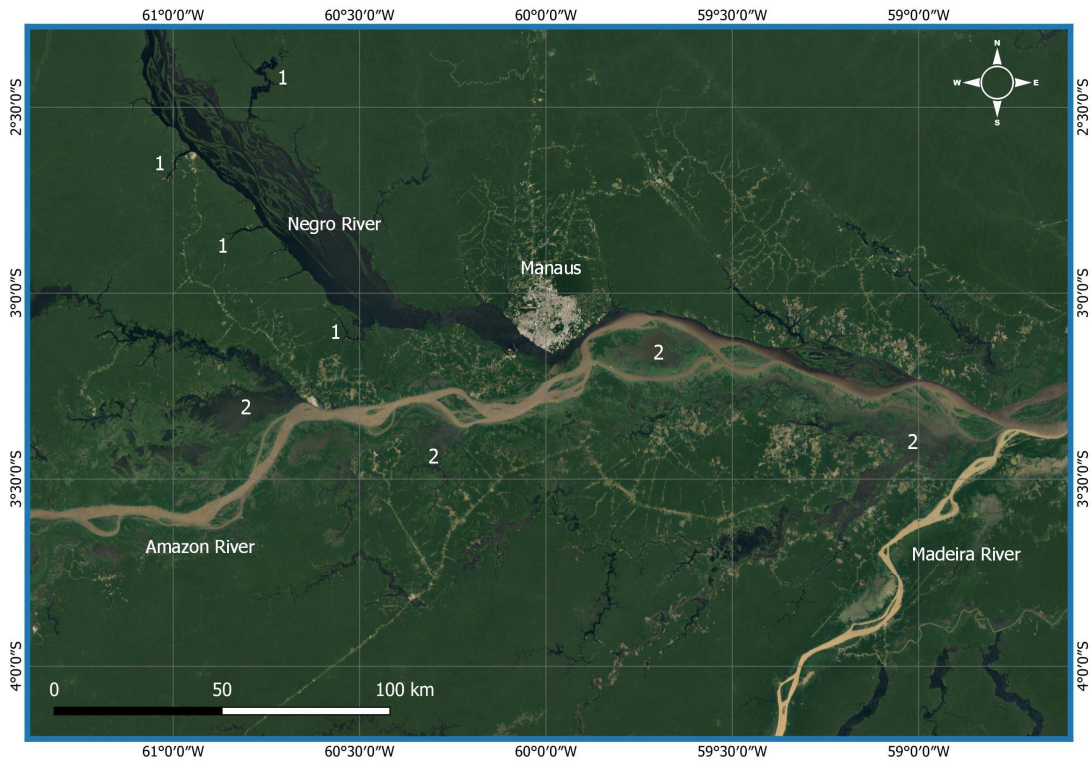 61°0'0"W 60°30'0"W 60°0'0"W 59°30'0"W 59°0'0"W
N
W E
S
2°30'0"S 2°30'0"S
1
1
Negro River
1
Manaus
3°0'0"S 3°0'0"S
1
2
2
2
2
3°30'0"S 3°30'0"S
Amazon River
Madeira River
4°0'0"S 4°0'0"S
0 50 100 km
61°0'0"W 60°30'0"W 60°0'0"W 59°30'0"W 59°0'0"W